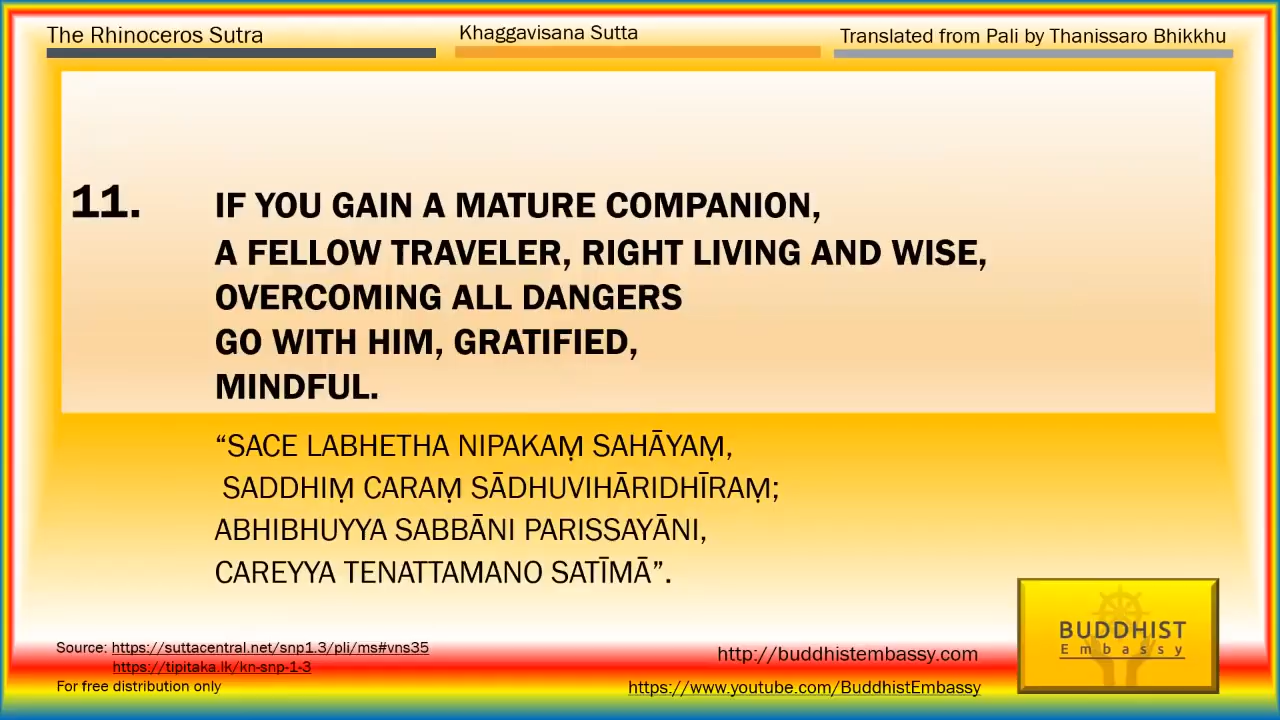 The Rhinoceros Sutra
Khaggavisana Sutta
Translated from Pali by Thanissaro Bhikkhu
11. IF YOU GAIN A MATURE COMPANION,
A FELLOW TRAVELER, RIGHT LIVING AND WISE,
OVERCOMING ALL DANGERS
GO WITH HIM, GRATIFIED,
MINDFUL.
“SACE LABHETHA NIPAKAṂ SAHĀYAṂ,
SADDHIṂ CARAṂ SĀDHUVIHĀRIDHĪRAṂ;
ABHIBHUYYA SABBĀNI PARISSAYĀNI,
CAREYYA TENATTAMANO SATĪMĀ”.
Source: https://suttacentral.net/snp1.3/pli/ms#vns35
https://tipitaka.lk/kn-snp-1-3
For free distribution only
http://buddhistembassy.com
https://www.youtube.com/BuddhistEmbassy
BUDDHIST
Embassy